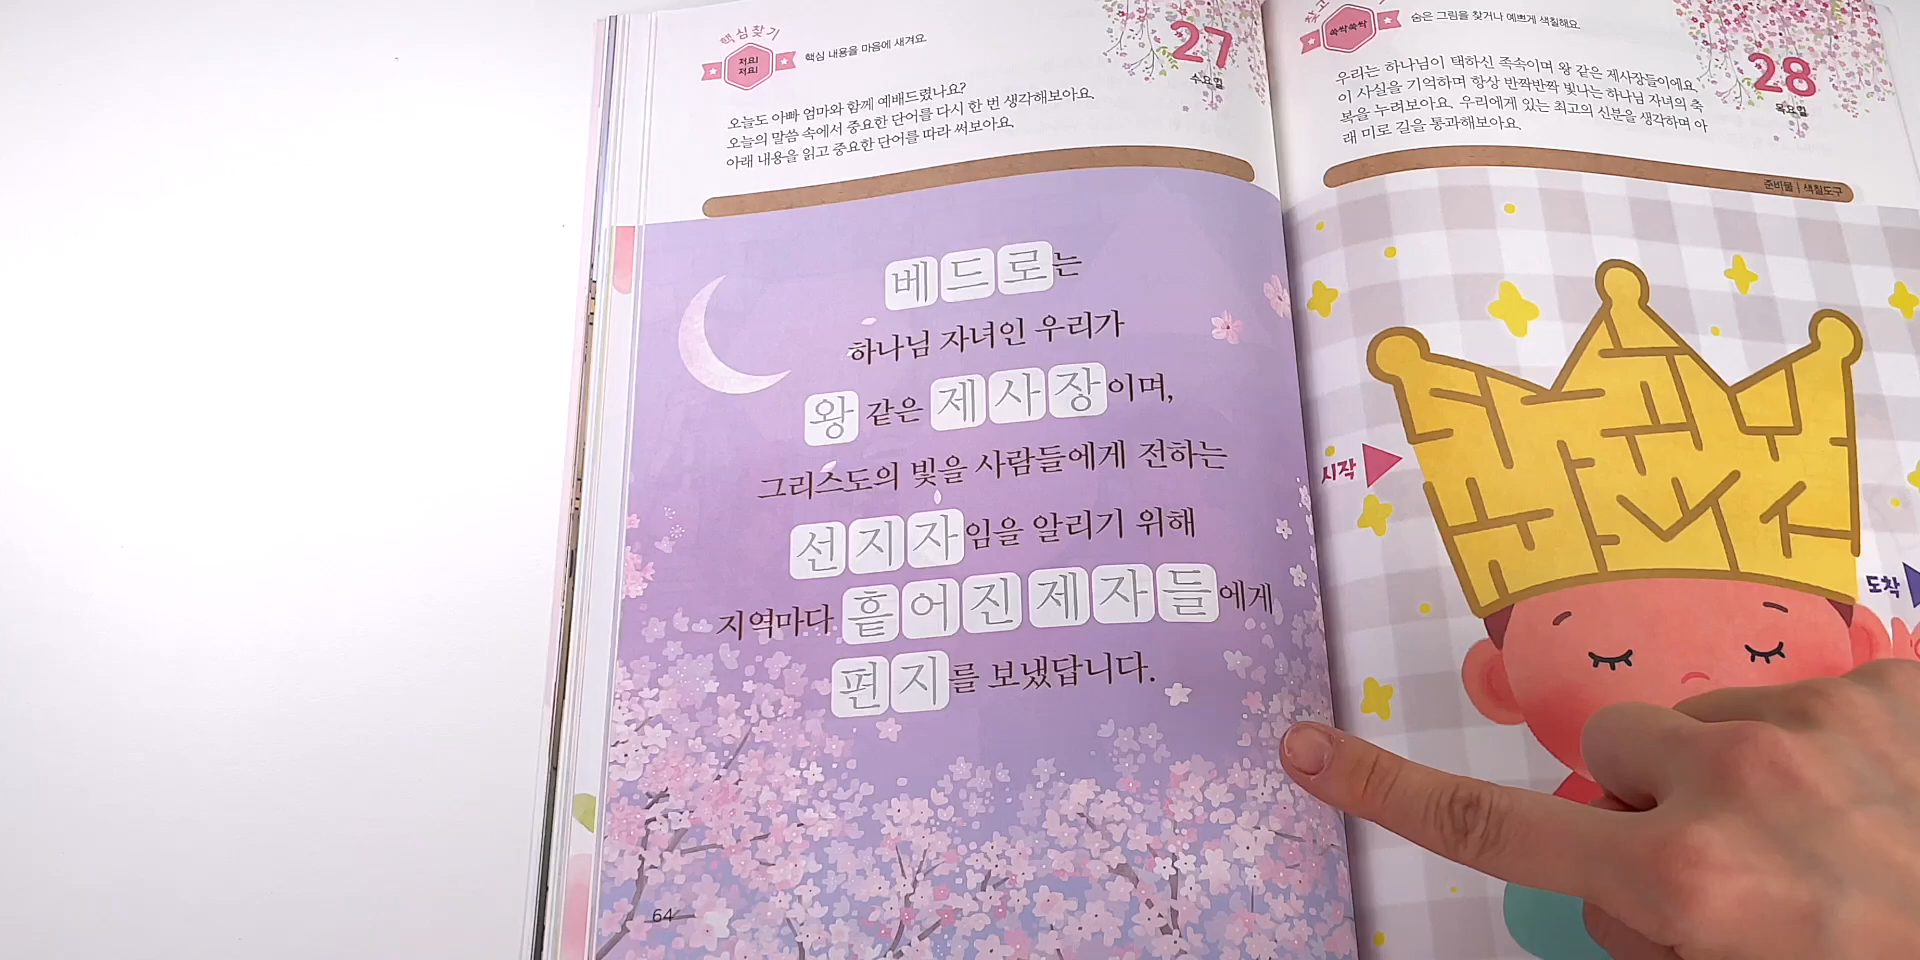 핵심찾기
저요!
저요!
핵심 내용을 마음에 새겨요.
27
수요일
오늘도 아빠 엄마와 함께 예배드렸나요?
오늘의 말씀 속에서 중요한 단어를 다시 한 번 생각해보아요.
아래 내용을 읽고 중요한 단어를 따라 써보아요.
베드로는
하나님 자녀인 우리가
왕 같은 제사장이며,
그리스도의 빛을 사람들에게 전하는
선지자임을 알리기 위해
지역마다 흩어진 제자들에게
편지를 보냈답니다.
64
쓱싹쓱싹
숨은 그림을 찾거나 예쁘게 색칠해요.
28
목요일
우리는 하나님이 택하신 족속이며 왕 같은 제사장들이에요.
이 사실을 기억하며 항상 반짝반짝 빛나는 하나님 자녀의 축
복을 누려보아요. 우리에게 있는 최고의 신분을 생각하며 아
래 미로 길을 통과해보아요.
준비물 | 색칠도구
시작
도착